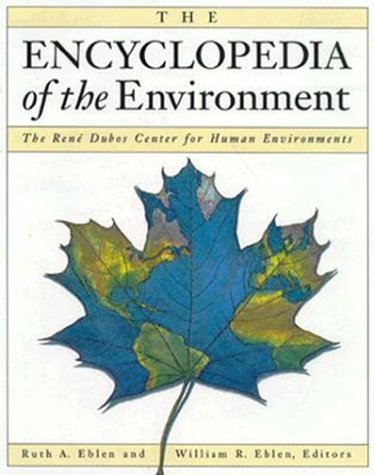 THE
ENCYCLOPEDIA
of the Environment
The René Dubos Center for Human Environments
Ruth A. Eblen and William R. Eblen, Editors